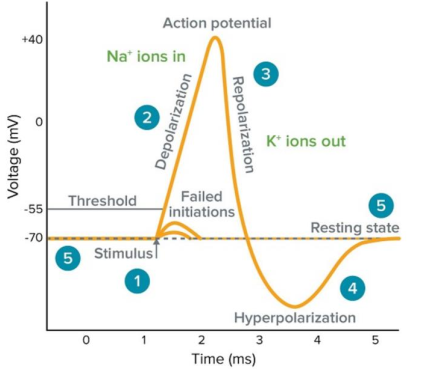 Action potential
+40
Na⁺ ions in
3
2
Depolarization
Repolarization
0
K⁺ ions out
Voltage (mV)
Threshold
Failed
initiations
5
-55
Resting state
-70
5
Stimulus
1
4
Hyperpolarization
0 1 2 3 4 5
Time (ms)